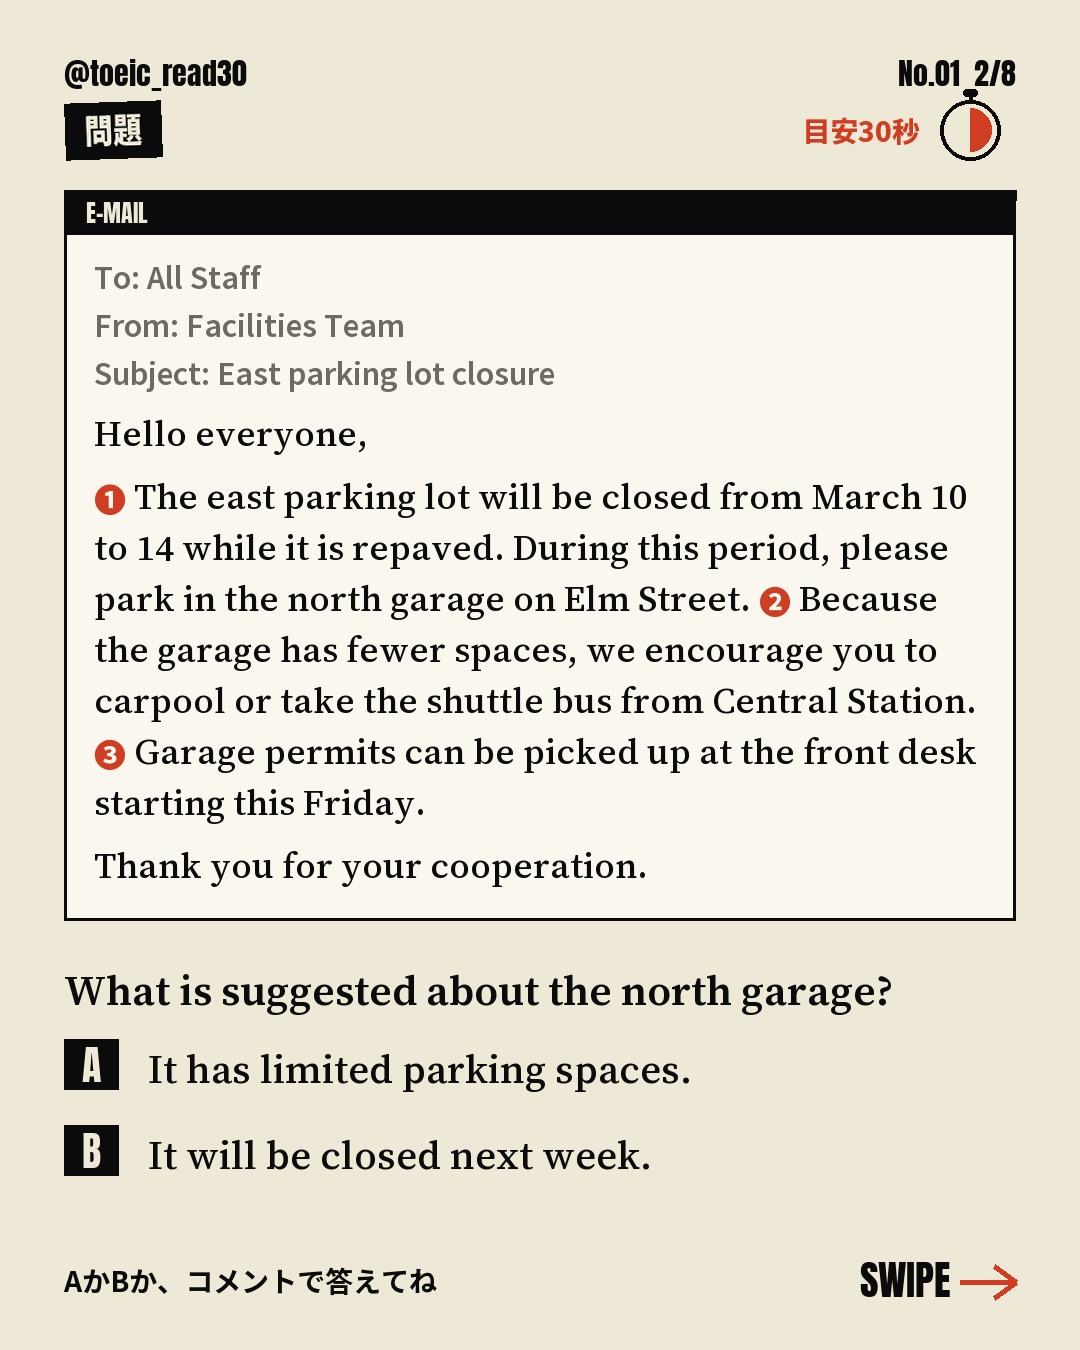 @toeic_read30
No.01 2/8
問題
目安30秒
E-MAIL
To: All Staff
From: Facilities Team
Subject: East parking lot closure
Hello everyone,
❶ The east parking lot will be closed from March 10
to 14 while it is repaved. During this period, please
park in the north garage on Elm Street. ❷ Because
the garage has fewer spaces, we encourage you to
carpool or take the shuttle bus from Central Station.
❸ Garage permits can be picked up at the front desk
starting this Friday.
Thank you for your cooperation.
What is suggested about the north garage?
A It has limited parking spaces.
B It will be closed next week.
AかBか、コメントで答えてね
SWIPE